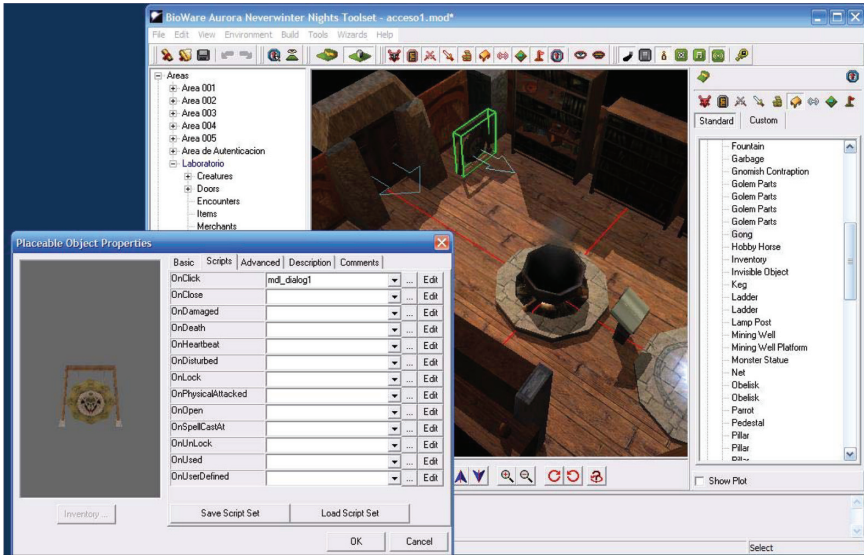 BioWare Aurora Neverwinter Nights Toolset - acceso1.mod*
File Edit View Environment Build Tools Wizards Help
Areas
Area 001
Area 002
Area 003
Area 004
Area 005
Area de Autenticacion
Laboratorio
Creatures
Doors
Encounters
Items
Merchants
Standard Custom
Fountain
Garbage
Gnomish Contraption
Golem Parts
Golem Parts
Golem Parts
Golem Parts
Gong
Hobby Horse
Inventory
Invisible Object
Keg
Ladder
Ladder
Lamp Post
Mining Well
Mining Well Platform
Monster Statue
Net
Obelisk
Obelisk
Parrot
Pedestal
Pillar
Pillar
Pillar
Show Plot
Select
Placeable Object Properties
Basic Scripts Advanced Description Comments
OnClick mdl_dialog1 ... Edit
OnClose ... Edit
OnDamaged ... Edit
OnDeath ... Edit
OnHeartbeat ... Edit
OnDisturbed ... Edit
OnLock ... Edit
OnPhysicalAttacked ... Edit
OnOpen ... Edit
OnSpellCastAt ... Edit
OnUnLock ... Edit
OnUsed ... Edit
OnUserDefined ... Edit
Inventory ...
Save Script Set Load Script Set
OK Cancel